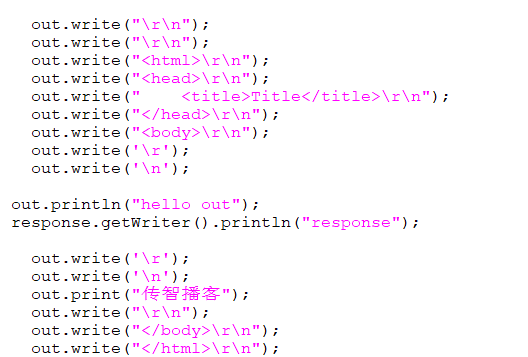 out.write("\r\n");
out.write("\r\n");
out.write("<html>\r\n");
out.write("<head>\r\n");
out.write("    <title>Title</title>\r\n");
out.write("</head>\r\n");
out.write("<body>\r\n");
out.write('\r');
out.write('\n');
out.println("hello out");
response.getWriter().println("response");
out.write('\r');
out.write('\n');
out.print("传智播客");
out.write("\r\n");
out.write("</body>\r\n");
out.write("</html>\r\n");